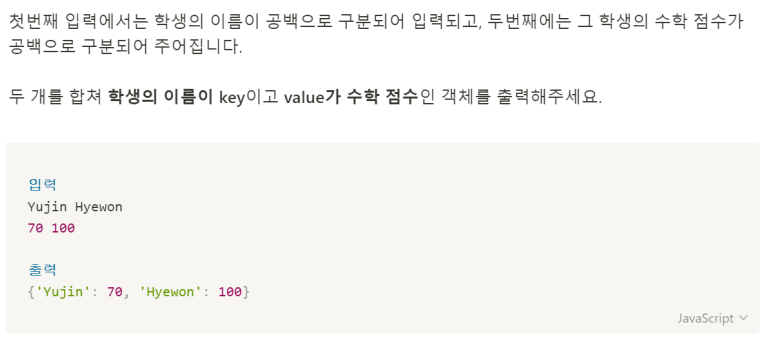 첫번째 입력에서는 학생의 이름이 공백으로 구분되어 입력되고, 두번째에는 그 학생의 수학 점수가
공백으로 구분되어 주어집니다.
두 개를 합쳐 학생의 이름이 key이고 value가 수학 점수인 객체를 출력해주세요.
입력
Yujin Hyewon
70 100
출력
{'Yujin': 70, 'Hyewon': 100}
JavaScript